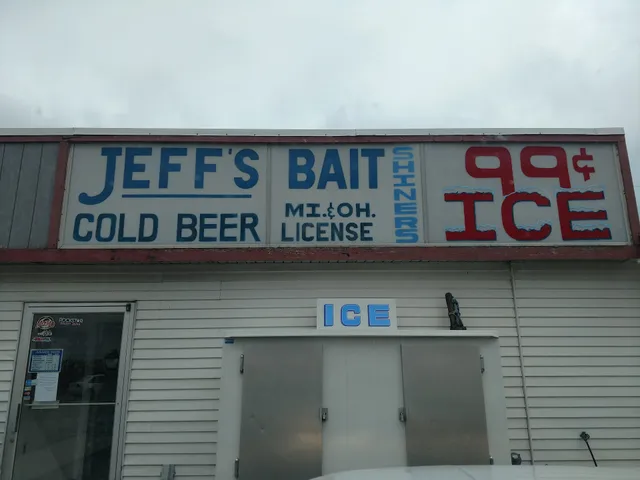 JEFF'S
COLD BEER
BAIT
MI.&OH.
LICENSE
SHINERS
99¢
ICE
ICE